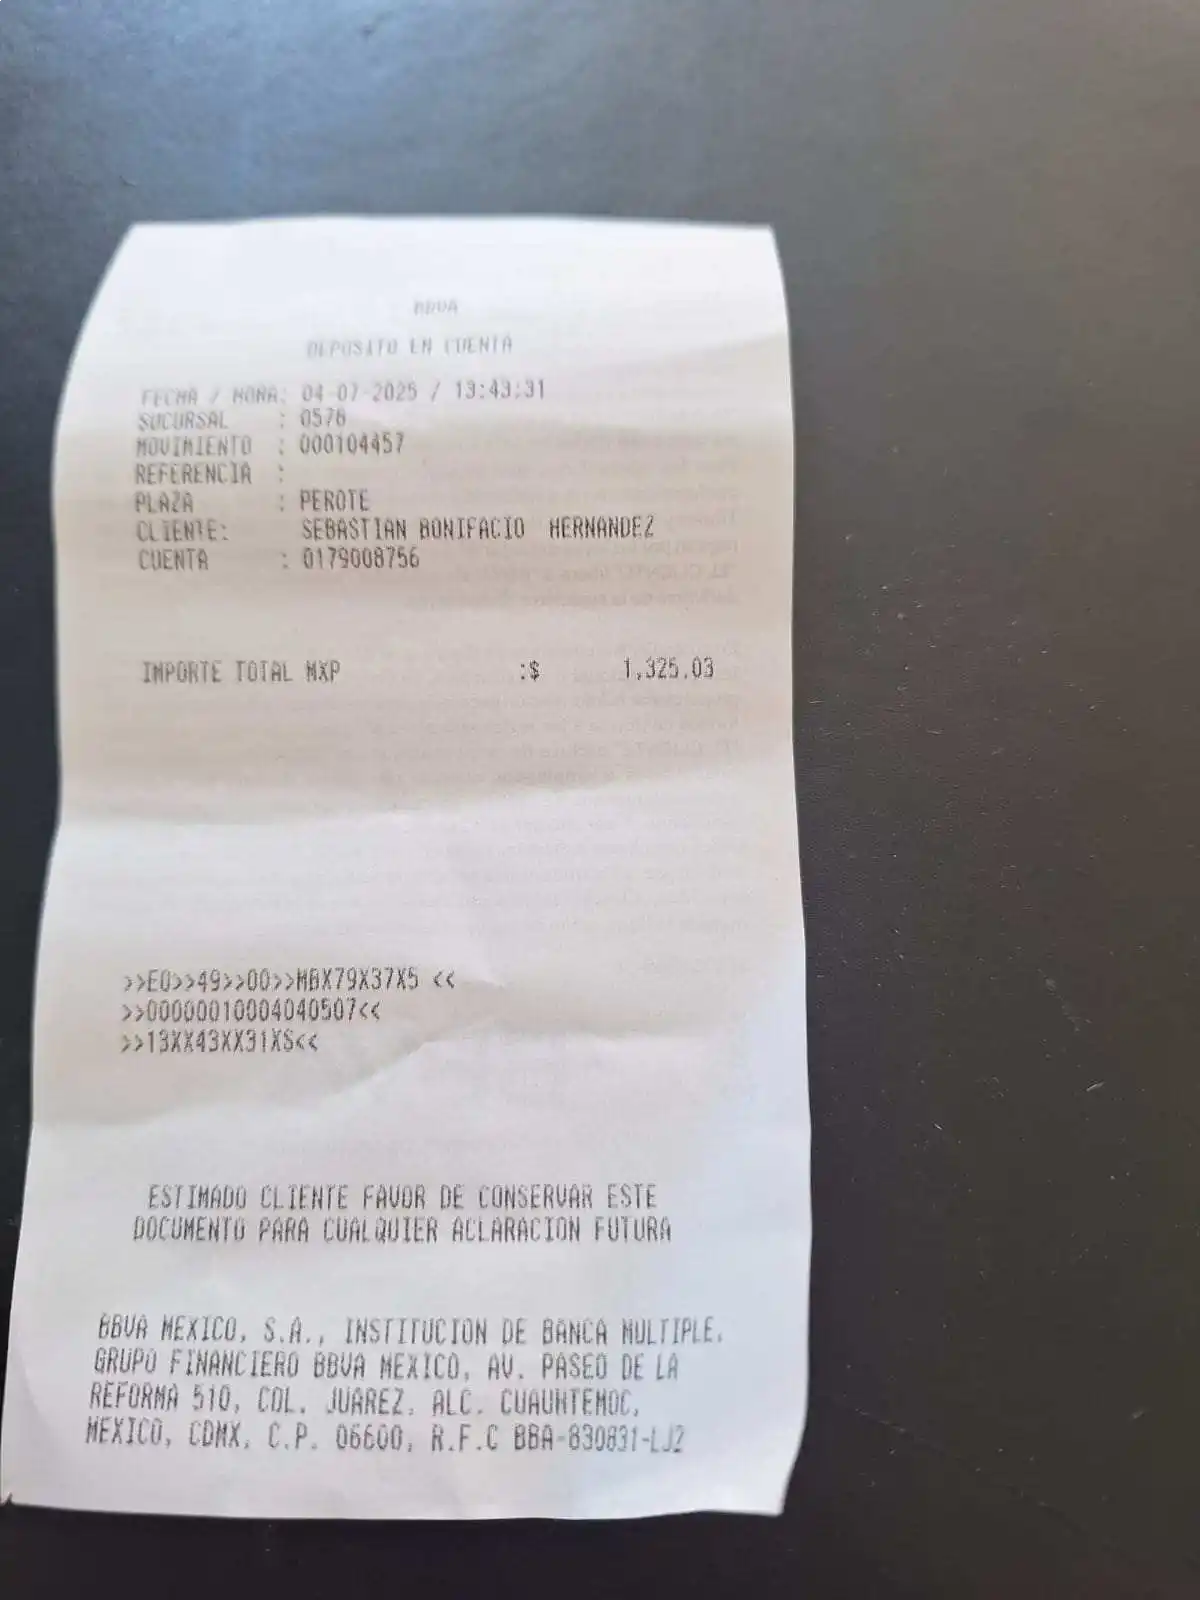 BBVA
DEPOSITO EN CUENTA
FECHA / HORA: 04-07-2025 / 13:43:31
SUCURSAL : 0576
MOVIMIENTO : 000104457
REFERENCIA :
PLAZA : PEROTE
CLIENTE: SEBASTIAN BONIFACIO HERNANDEZ
CUENTA : 0179008756
IMPORTE TOTAL MXP :$ 1,325.03
>>E0>>49>>00>>MBX79X37X5 <<
>>00000010004040507<<
>>13XX43XX31XS<<
ESTIMADO CLIENTE FAVOR DE CONSERVAR ESTE
DOCUMENTO PARA CUALQUIER ACLARACION FUTURA
BBVA MEXICO, S.A., INSTITUCION DE BANCA MULTIPLE,
GRUPO FINANCIERO BBVA MEXICO, AV. PASEO DE LA
REFORMA 510, COL. JUAREZ, ALC. CUAUHTEMOC,
MEXICO, CDMX, C.P. 06600, R.F.C BBA-830831-LJ2